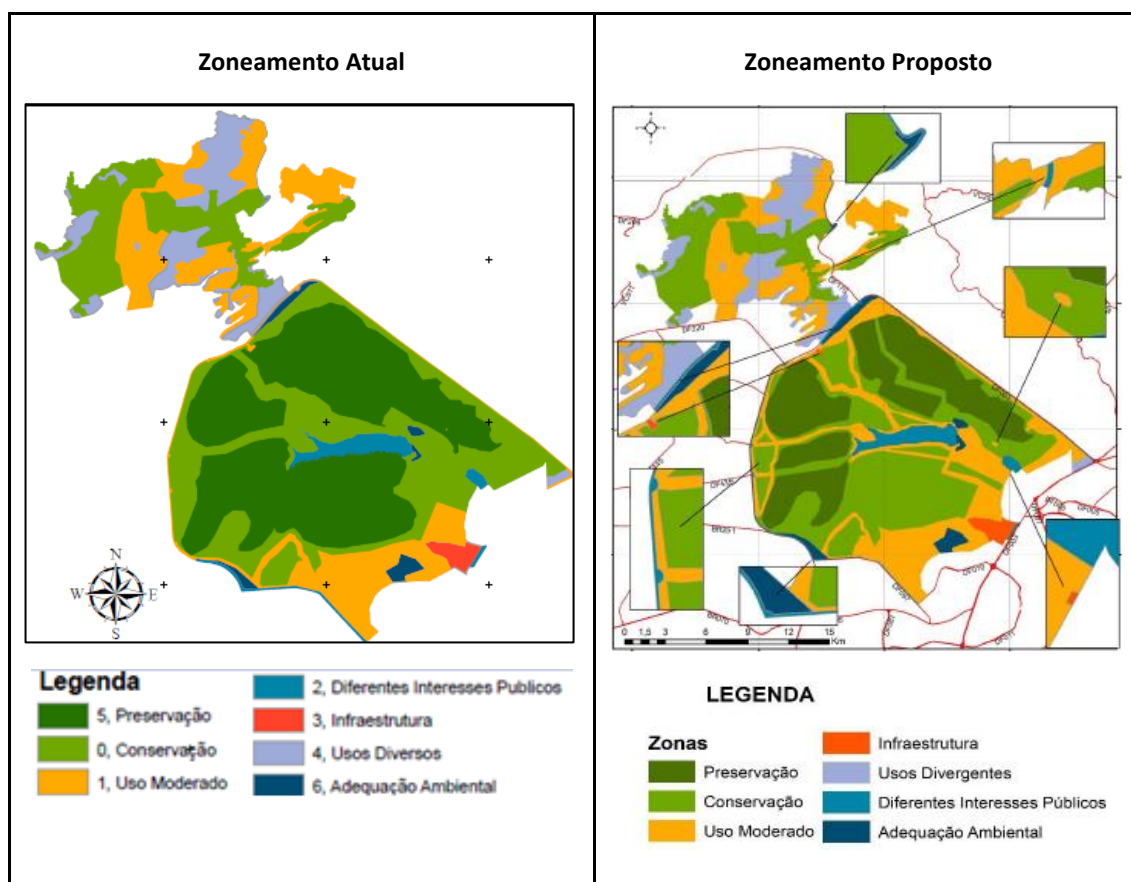 Zoneamento Atual
N
W E
S
Legenda
5, Preservação
0, Conservação
1, Uso Moderado
2, Diferentes Interesses Publicos
3, Infraestrutura
4, Usos Diversos
6, Adequação Ambiental
Zoneamento Proposto
DF220
DF001
0 1,5 3 6 9 12 15
Km
LEGENDA
Zonas
Preservação
Conservação
Uso Moderado
Infraestrutura
Usos Divergentes
Diferentes Interesses Públicos
Adequação Ambiental